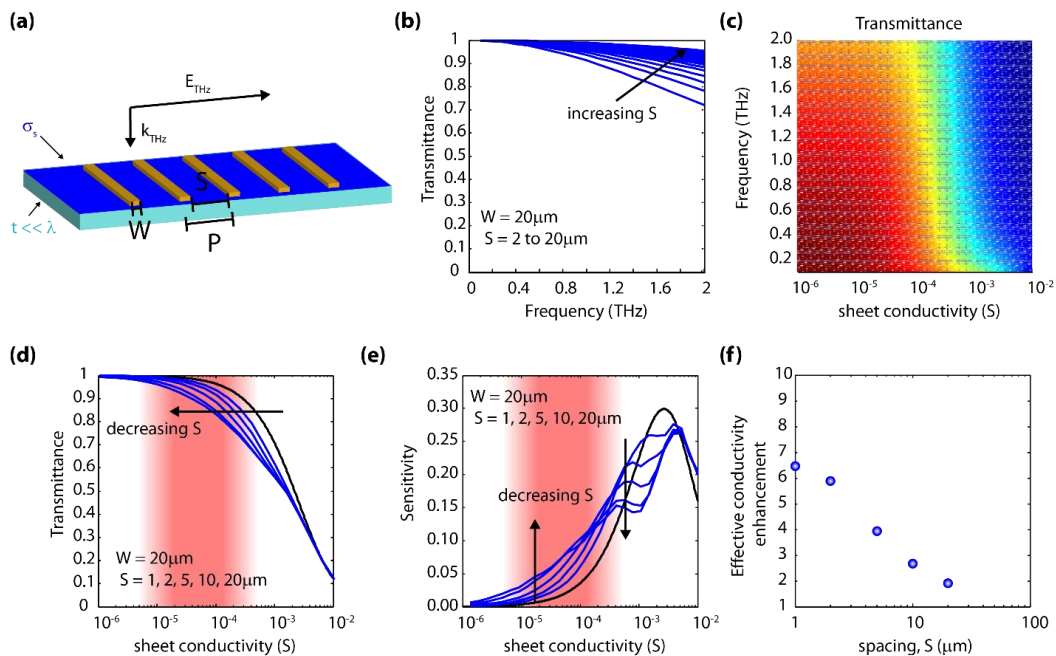 (a)
E_THz
k_THz
σ_s
S
W
P
t << λ
(b)
Transmittance
1
0.9
0.8
0.7
0.6
0.5
0.4
0.3
0.2
0.1
0
increasing S
W = 20μm
S = 2 to 20μm
0 0.4 0.8 1.2 1.6 2
Frequency (THz)
(c)
Transmittance
Frequency (THz)
2.0
1.8
1.6
1.4
1.2
1.0
0.8
0.6
0.4
0.2
10⁻⁶ 10⁻⁵ 10⁻⁴ 10⁻³ 10⁻²
sheet conductivity (S)
(d)
Transmittance
1
0.9
0.8
0.7
0.6
0.5
0.4
0.3
0.2
0.1
0
decreasing S
W = 20μm
S = 1, 2, 5, 10, 20μm
10⁻⁶ 10⁻⁵ 10⁻⁴ 10⁻³ 10⁻²
sheet conductivity (S)
(e)
Sensitivity
0.35
0.30
0.25
0.20
0.15
0.10
0.05
0.00
W = 20μm
S = 1, 2, 5, 10, 20μm
decreasing S
10⁻⁶ 10⁻⁵ 10⁻⁴ 10⁻³ 10⁻²
sheet conductivity (S)
(f)
Effective conductivity
enhancement
10
9
8
7
6
5
4
3
2
1
1 10 100
spacing, S (μm)